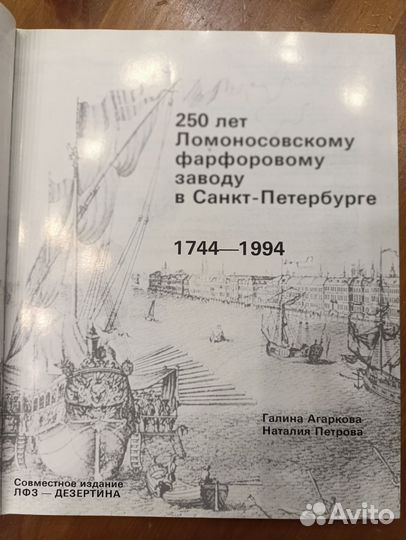 250 лет
Ломоносовскому
фарфоровому
заводу
в Санкт-Петербурге
1744—1994
Галина Агаркова
Наталия Петрова
Совместное издание
ЛФЗ — ДЕЗЕРТИНА
Avito